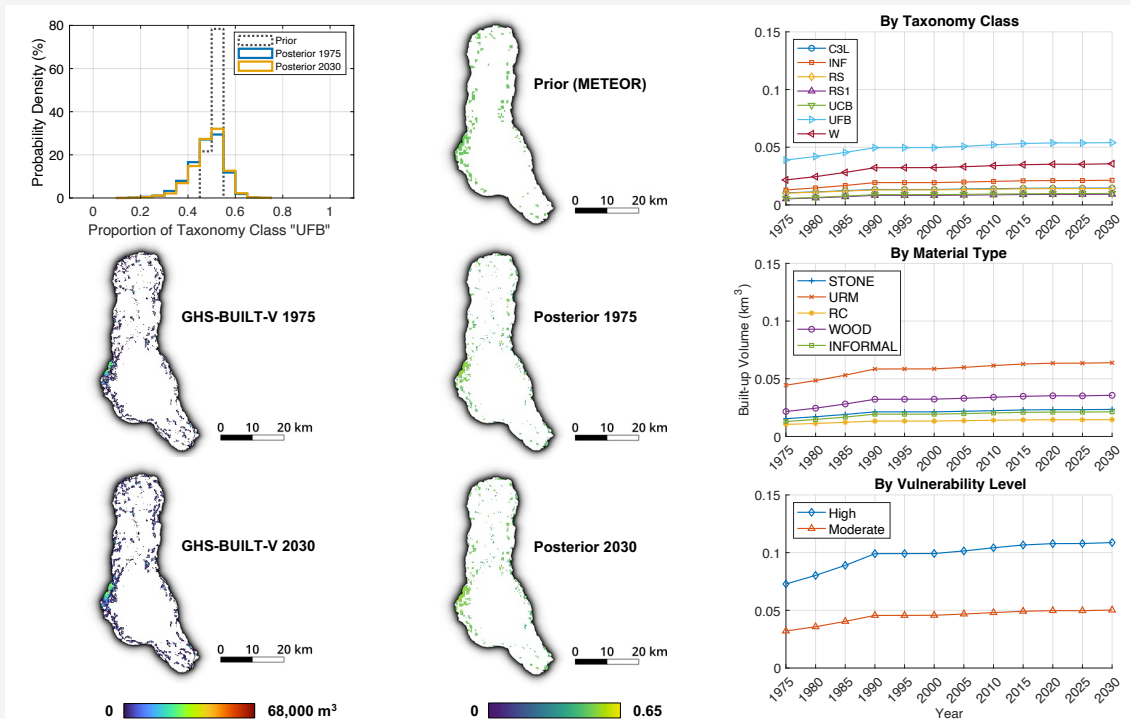 80
60
40
20
0
Probability Density (%)
Prior
Posterior 1975
Posterior 2030
0 0.2 0.4 0.6 0.8 1
Proportion of Taxonomy Class "UFB"
Prior (METEOR)
0 10 20 km
GHS-BUILT-V 1975
0 10 20 km
Posterior 1975
0 10 20 km
GHS-BUILT-V 2030
0 10 20 km
Posterior 2030
0 10 20 km
0 68,000 m³
0 0.65
By Taxonomy Class
0.15
0.1
0.05
0
C3L
INF
RS
RS1
UCB
UFB
W
1975 1980 1985 1990 1995 2000 2005 2010 2015 2020 2025 2030
By Material Type
0.15
0.1
0.05
0
Built-up Volume (km³)
STONE
URM
RC
WOOD
INFORMAL
1975 1980 1985 1990 1995 2000 2005 2010 2015 2020 2025 2030
By Vulnerability Level
0.15
0.1
0.05
0
High
Moderate
1975 1980 1985 1990 1995 2000 2005 2010 2015 2020 2025 2030
Year